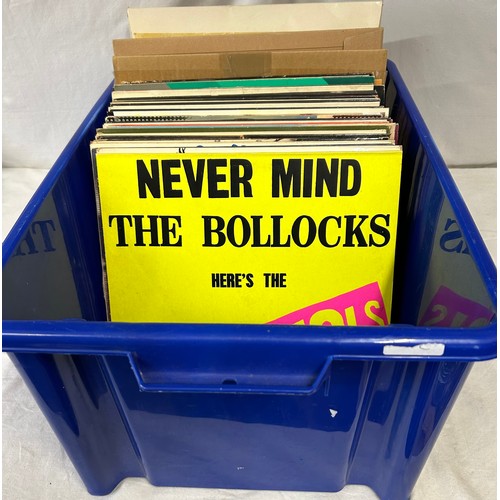 NEVER MIND
THE BOLLOCKS
HERE'S THE